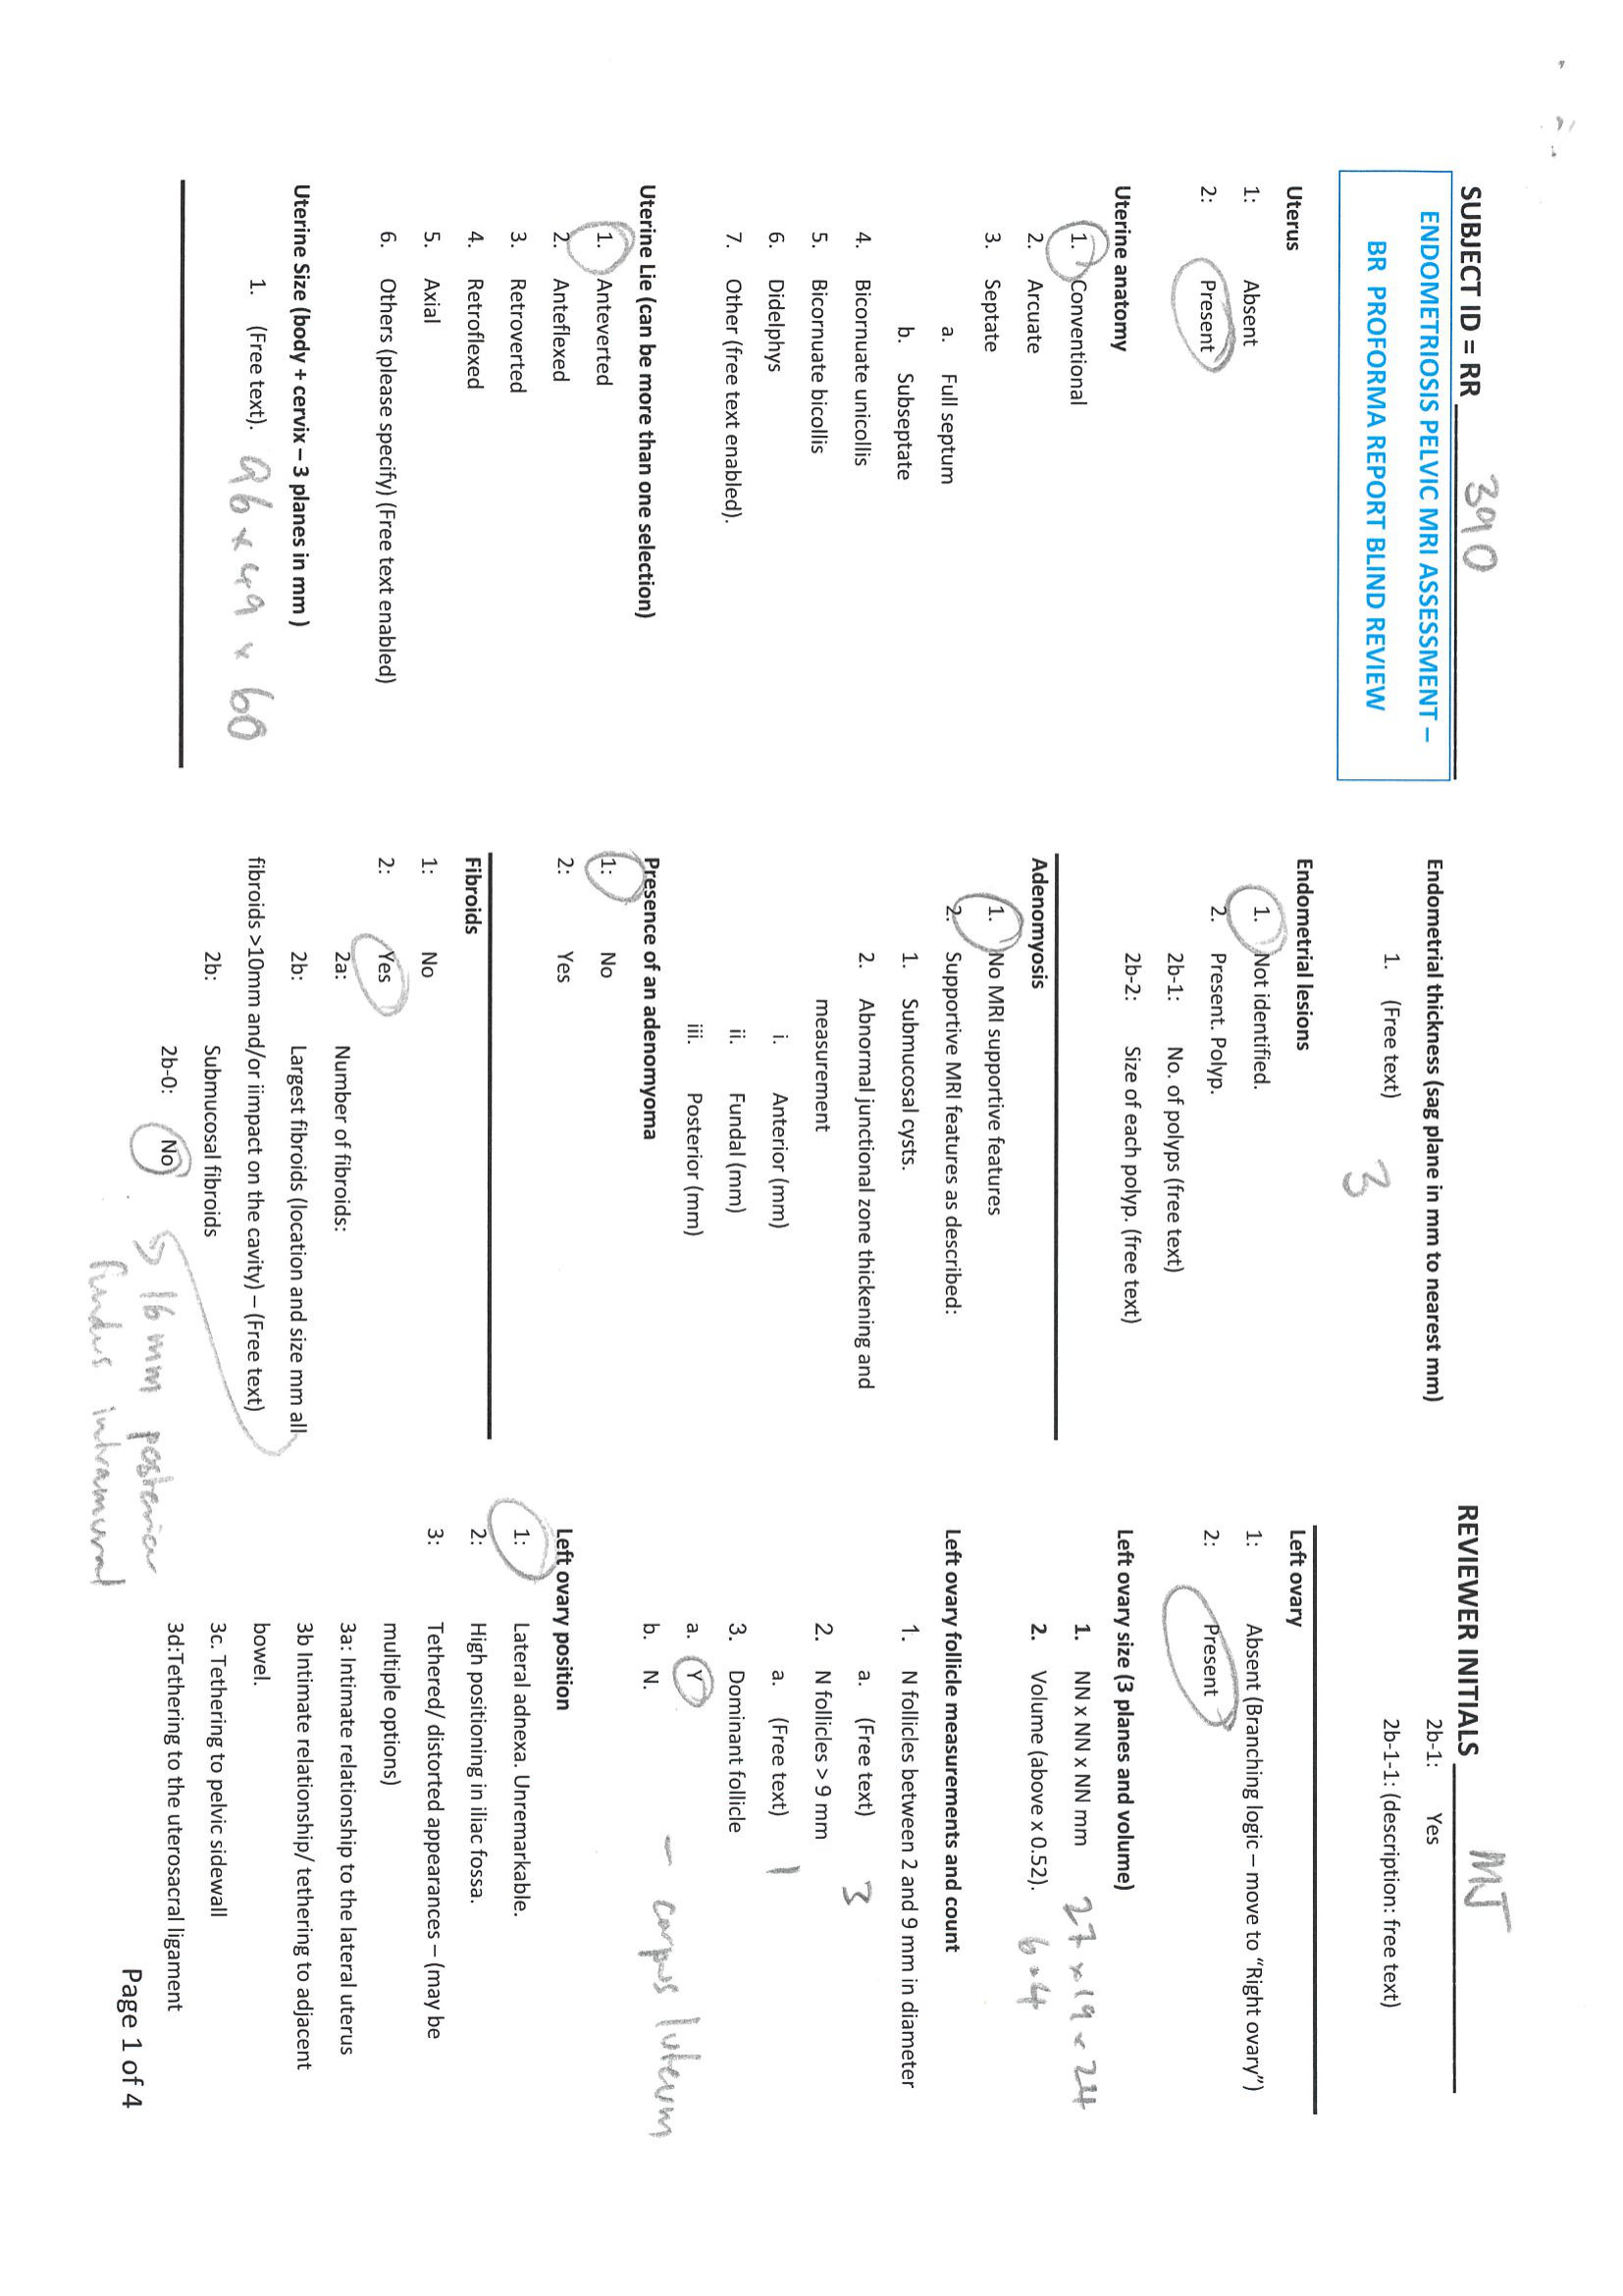 SUBJECT ID = RR 390
ENDOMETRIOSIS PELVIC MRI ASSESSMENT –
BR PROFORMA REPORT BLIND REVIEW
Uterus
1: Absent
2: Present
Uterine anatomy
1. Conventional
2. Arcuate
3. Septate
a. Full septum
b. Subseptate
4. Bicornuate unicollis
5. Bicornuate bicollis
6. Didelphys
7. Other (free text enabled).
Uterine Lie (can be more than one selection)
1. Anteverted
2. Anteflexed
3. Retroverted
4. Retroflexed
5. Axial
6. Others (please specify) (Free text enabled)
Uterine Size (body + cervix – 3 planes in mm )
1. (Free text). 96 x 49 x 60
Endometrial thickness (sag plane in mm to nearest mm)
1. (Free text) 3
Endometrial lesions
1. Not identified.
2. Present. Polyp.
2b-1: No. of polyps (free text)
2b-2: Size of each polyp. (free text)
Adenomyosis
1. No MRI supportive features
2. Supportive MRI features as described:
1. Submucosal cysts.
2. Abnormal junctional zone thickening and
measurement
i. Anterior (mm)
ii. Fundal (mm)
iii. Posterior (mm)
Presence of an adenomyoma
1: No
2: Yes
Fibroids
1: No
2: Yes
2a: Number of fibroids:
2b: Largest fibroids (location and size mm all
fibroids >10mm and/or iimpact on the cavity) – (Free text)
2b: Submucosal fibroids
2b-0: No
16 mm posterior
fundus intramural
REVIEWER INITIALS MJ
2b-1: Yes
2b-1-1: (description: free text)
Left ovary
1: Absent (Branching logic – move to "Right ovary")
2: Present
Left ovary size (3 planes and volume)
1. NN x NN x NN mm 27 x 19 x 24
2. Volume (above x 0.52). 6.4
Left ovary follicle measurements and count
1. N follicles between 2 and 9 mm in diameter
a. (Free text) 3
2. N follicles > 9 mm
a. (Free text) 1
3. Dominant follicle
a. Y
b. N. – corpus luteum
Left ovary position
1: Lateral adnexa. Unremarkable.
2: High positioning in iliac fossa.
3: Tethered/ distorted appearances – (may be
multiple options)
3a: Intimate relationship to the lateral uterus
3b Intimate relationship/ tethering to adjacent
bowel.
3c. Tethering to pelvic sidewall
3d:Tethering to the uterosacral ligament
Page 1 of 4